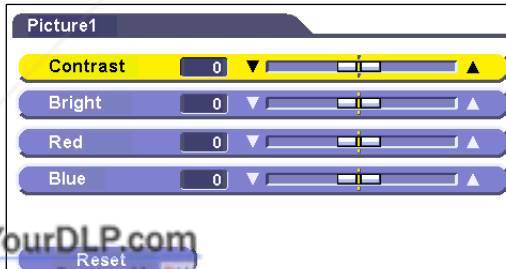 Picture1
Contrast 0 ▼ ▲
Bright 0 ▼ ▲
Red 0 ▼ ▲
Blue 0 ▼ ▲
YourDLP.com
Reset